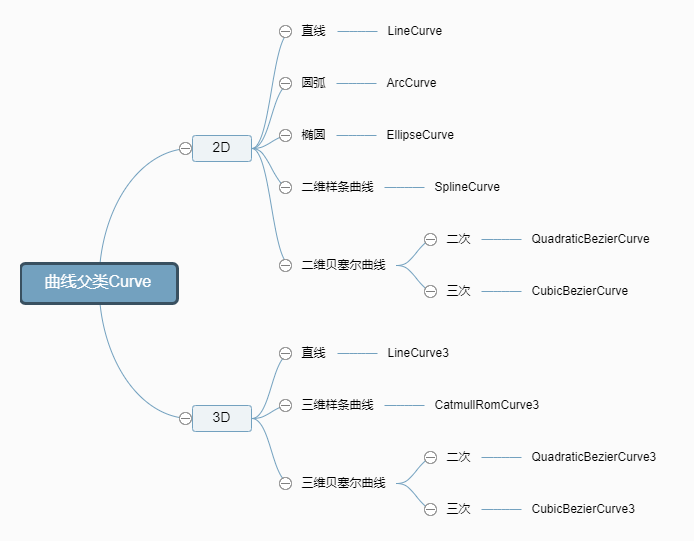 曲线父类Curve
2D
直线 LineCurve
圆弧 ArcCurve
椭圆 EllipseCurve
二维样条曲线 SplineCurve
二维贝塞尔曲线
二次 QuadraticBezierCurve
三次 CubicBezierCurve
3D
直线 LineCurve3
三维样条曲线 CatmullRomCurve3
三维贝塞尔曲线
二次 QuadraticBezierCurve3
三次 CubicBezierCurve3